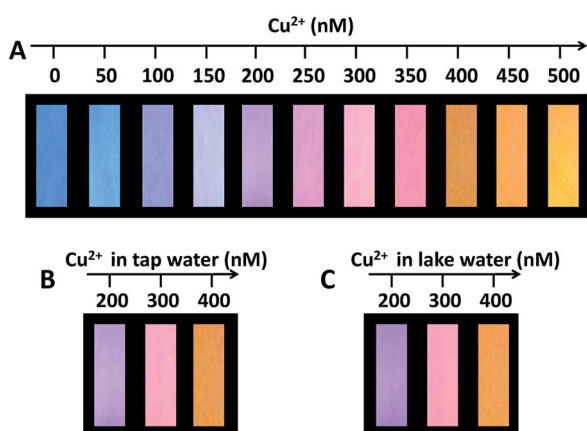 Cu²⁺ (nM)
A
0 50 100 150 200 250 300 350 400 450 500
B
Cu²⁺ in tap water (nM)
200 300 400
C
Cu²⁺ in lake water (nM)
200 300 400